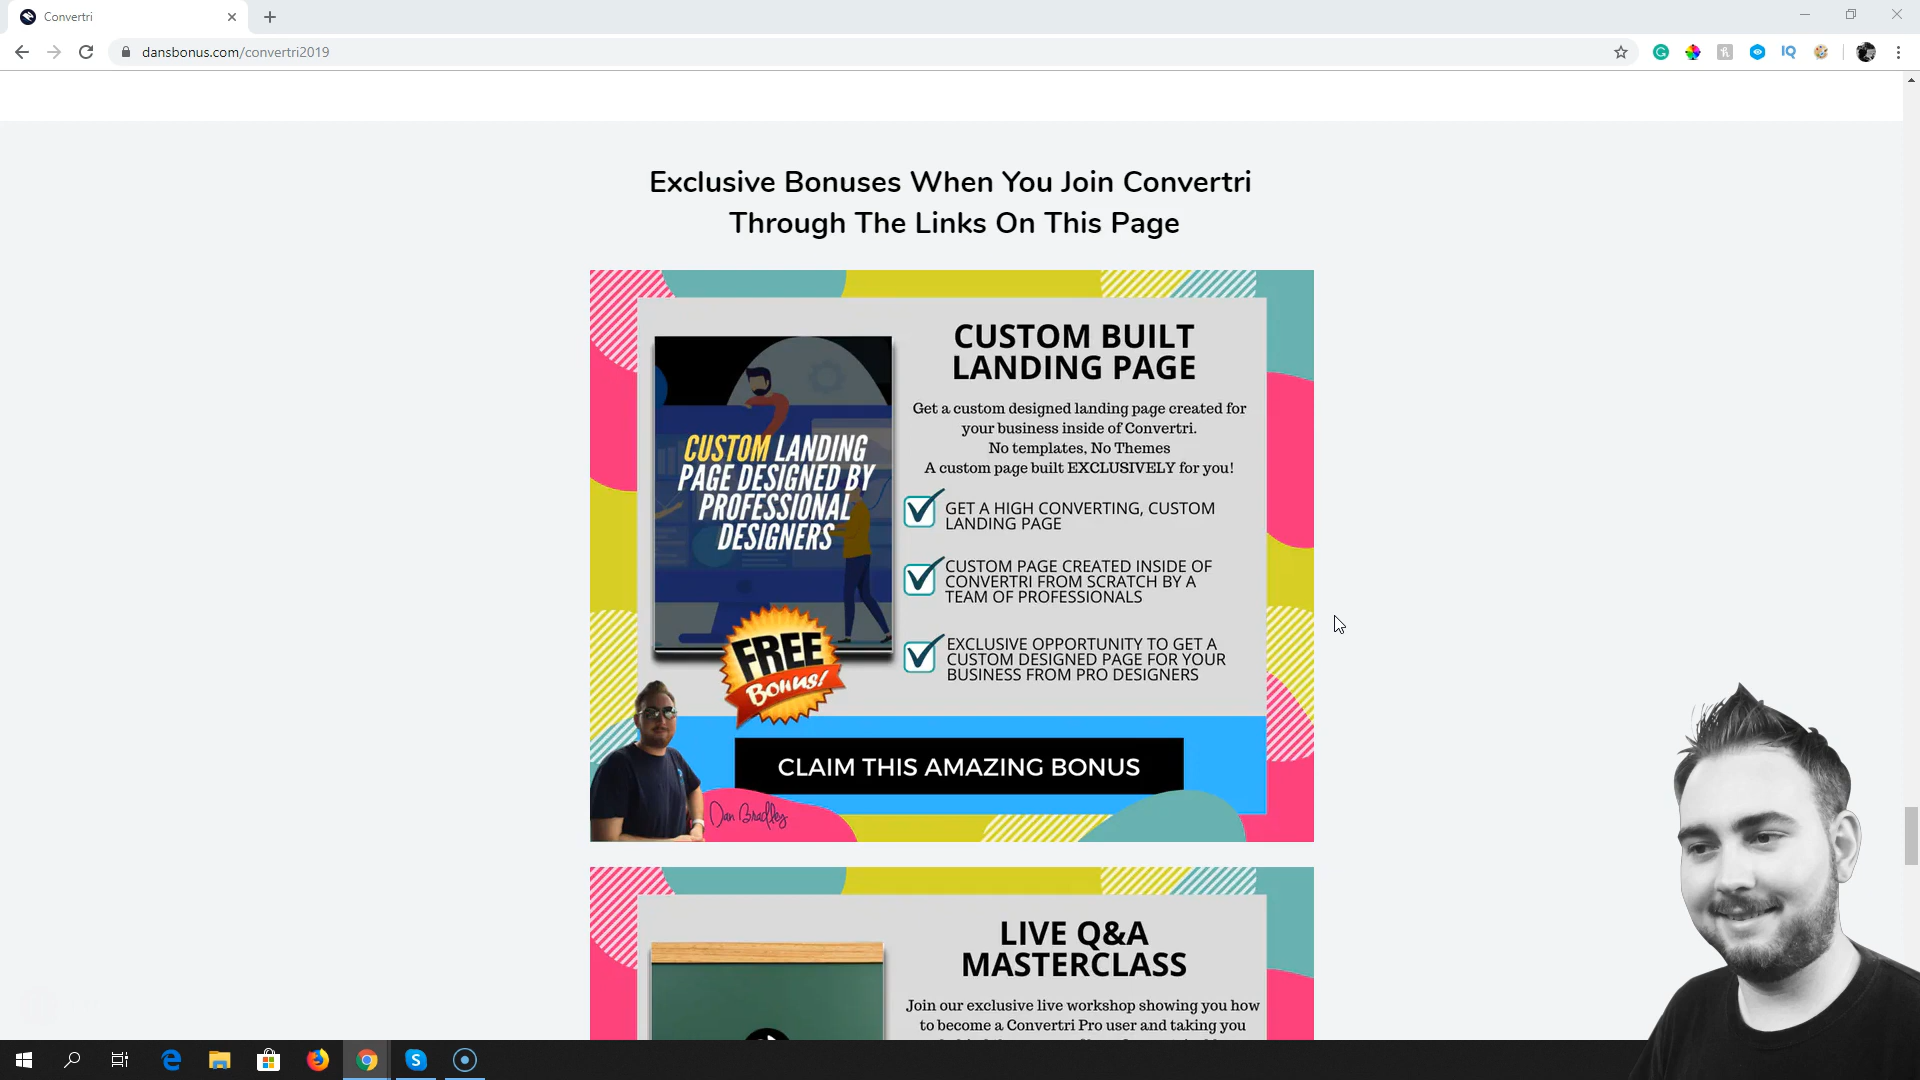 Convertri
dansbonus.com/convertri2019
IQ
Exclusive Bonuses When You Join Convertri
Through The Links On This Page
CUSTOM LANDING
PAGE DESIGNED BY
PROFESSIONAL
DESIGNERS
FREE
Bonus!
CUSTOM BUILT
LANDING PAGE
Get a custom designed landing page created for
your business inside of Convertri.
No templates, No Themes
A custom page built EXCLUSIVELY for you!
GET A HIGH CONVERTING, CUSTOM
LANDING PAGE
CUSTOM PAGE CREATED INSIDE OF
CONVERTRI FROM SCRATCH BY A
TEAM OF PROFESSIONALS
EXCLUSIVE OPPORTUNITY TO GET A
CUSTOM DESIGNED PAGE FOR YOUR
BUSINESS FROM PRO DESIGNERS
CLAIM THIS AMAZING BONUS
Dan Bradley
LIVE Q&A
MASTERCLASS
Join our exclusive live workshop showing you how
to become a Convertri Pro user and taking you